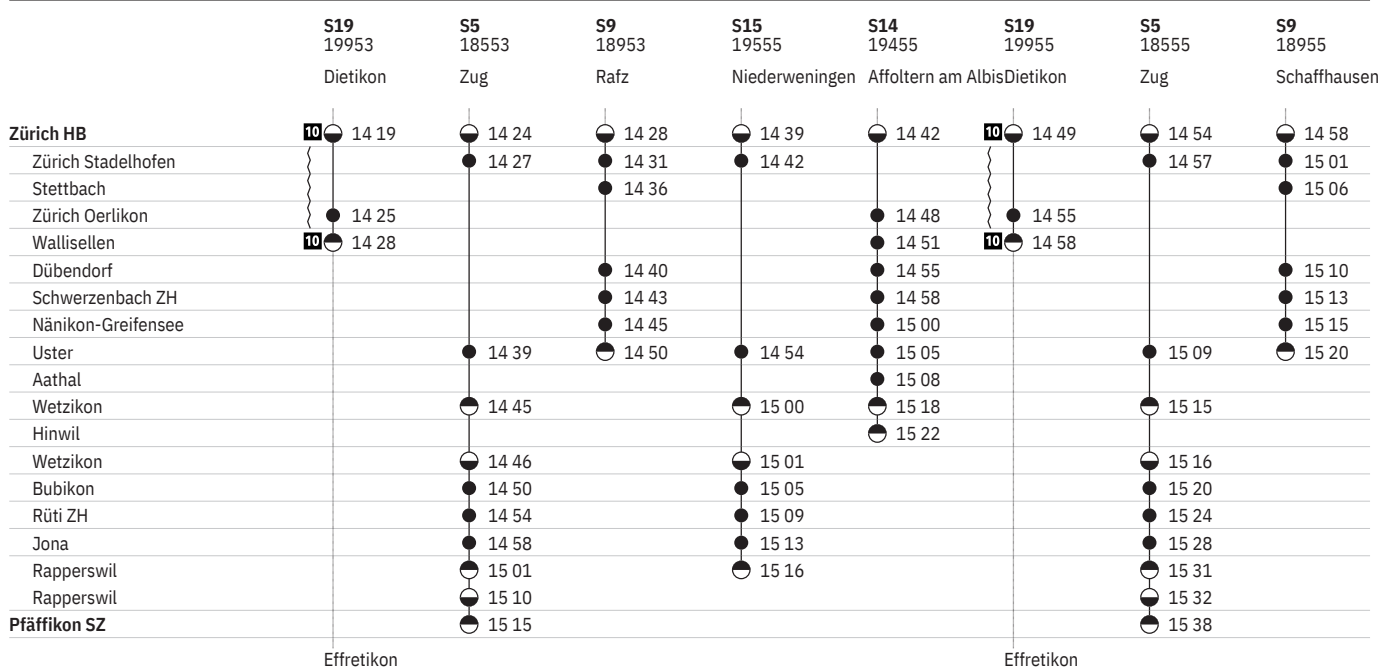 S19 S5 S9 S15 S14 S19 S5 S9
19953 18553 18953 19555 19455 19955 18555 18955
Dietikon Zug Rafz Niederweningen Affoltern am Albis Dietikon Zug Schaffhausen
Zürich HB 10 14 19 14 24 14 28 14 39 14 42 10 14 49 14 54 14 58
Zürich Stadelhofen 14 27 14 31 14 42 14 57 15 01
Stettbach 14 36 15 06
Zürich Oerlikon 14 25 14 48 14 55
Wallisellen 10 14 28 14 51 10 14 58
Dübendorf 14 40 14 55 15 10
Schwerzenbach ZH 14 43 14 58 15 13
Nänikon-Greifensee 14 45 15 00 15 15
Uster 14 39 14 50 14 54 15 05 15 09 15 20
Aathal 15 08
Wetzikon 14 45 15 00 15 18 15 15
Hinwil 15 22
Wetzikon 14 46 15 01 15 16
Bubikon 14 50 15 05 15 20
Rüti ZH 14 54 15 09 15 24
Jona 14 58 15 13 15 28
Rapperswil 15 01 15 16 15 31
Rapperswil 15 10 15 32
Pfäffikon SZ 15 15 15 38
Effretikon Effretikon